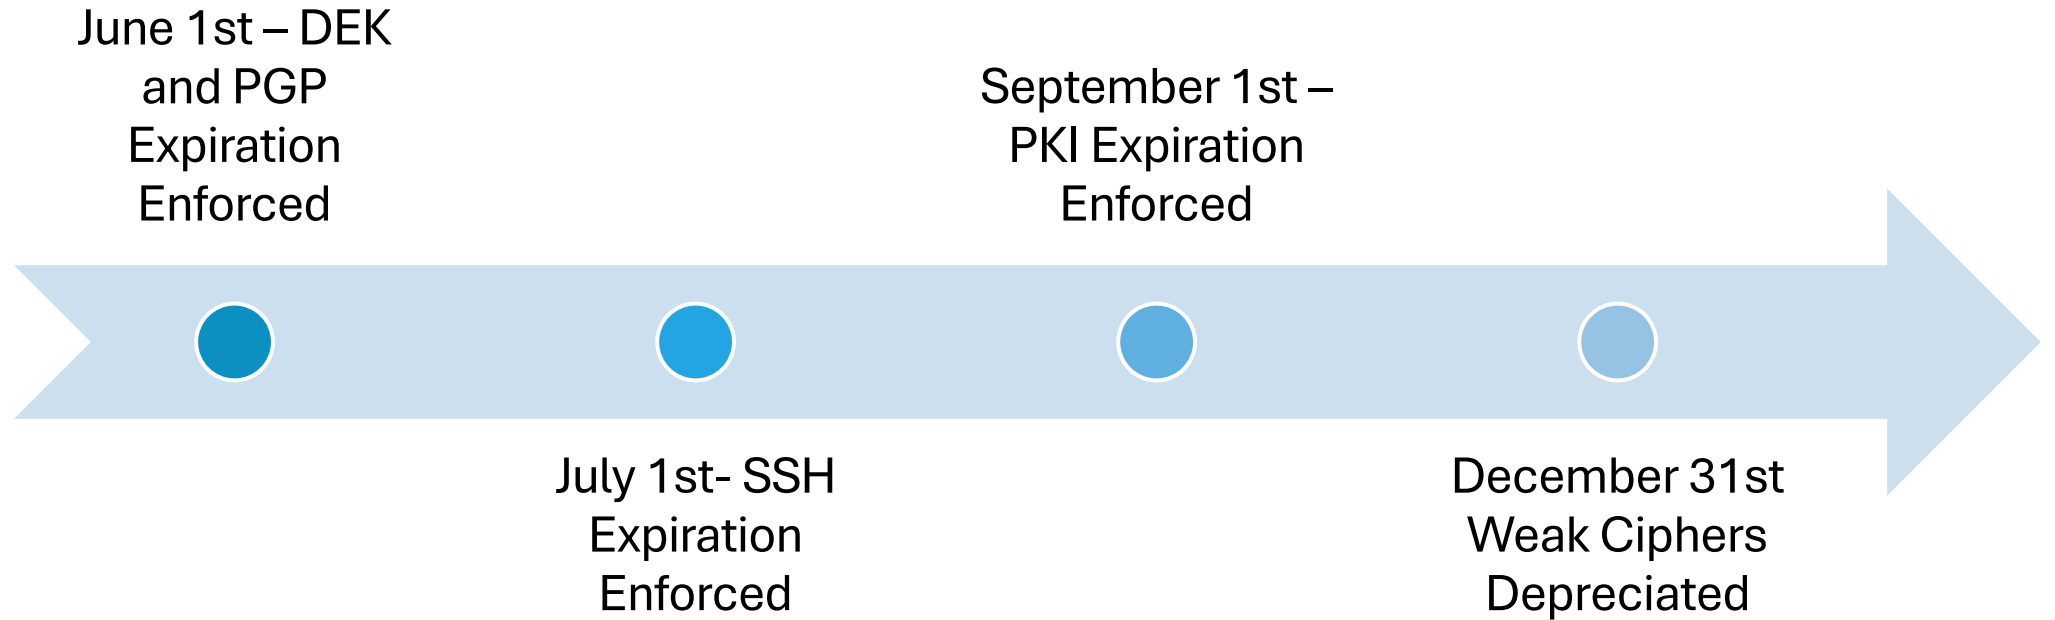 June 1st – DEK
and PGP
Expiration
Enforced
July 1st- SSH
Expiration
Enforced
September 1st –
PKI Expiration
Enforced
December 31st
Weak Ciphers
Depreciated